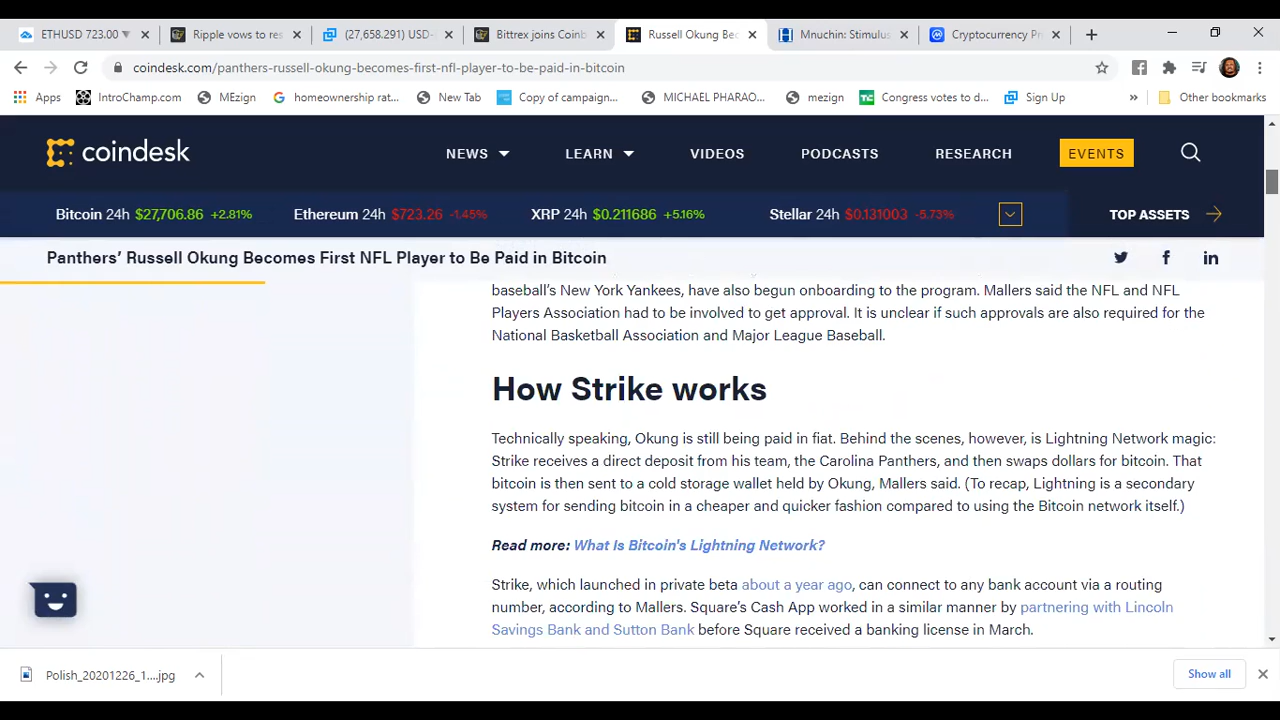 ETHUSD 723.00 ▼
Ripple vows to res
(27,658.291) USD-
Bittrex joins Coinb
Russell Okung Bec
Mnuchin: Stimulus
Cryptocurrency Pr
coindesk.com/panthers-russell-okung-becomes-first-nfl-player-to-be-paid-in-bitcoin
Apps IntroChamp.com MEzign homeownership rat... New Tab Copy of campaign... MICHAEL PHARAO... mezign Congress votes to d... Sign Up » Other bookmarks
coindesk NEWS LEARN VIDEOS PODCASTS RESEARCH EVENTS
Bitcoin 24h $27,706.86 +2.81% Ethereum 24h $723.26 -1.45% XRP 24h $0.211686 +5.16% Stellar 24h $0.131003 -5.73% TOP ASSETS
Panthers’ Russell Okung Becomes First NFL Player to Be Paid in Bitcoin
baseball’s New York Yankees, have also begun onboarding to the program. Mallers said the NFL and NFL
Players Association had to be involved to get approval. It is unclear if such approvals are also required for the
National Basketball Association and Major League Baseball.
How Strike works
Technically speaking, Okung is still being paid in fiat. Behind the scenes, however, is Lightning Network magic:
Strike receives a direct deposit from his team, the Carolina Panthers, and then swaps dollars for bitcoin. That
bitcoin is then sent to a cold storage wallet held by Okung, Mallers said. (To recap, Lightning is a secondary
system for sending bitcoin in a cheaper and quicker fashion compared to using the Bitcoin network itself.)
Read more: What Is Bitcoin's Lightning Network?
Strike, which launched in private beta about a year ago, can connect to any bank account via a routing
number, according to Mallers. Square’s Cash App worked in a similar manner by partnering with Lincoln
Savings Bank and Sutton Bank before Square received a banking license in March.
Polish_20201226_1....jpg
Show all